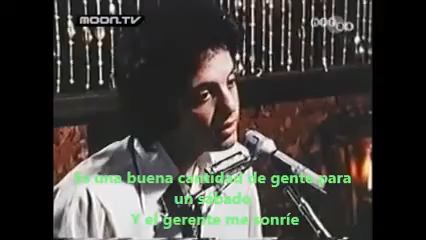 MOON.TV
Es una buena cantidad de gente para
un sábado
Y el gerente me sonríe